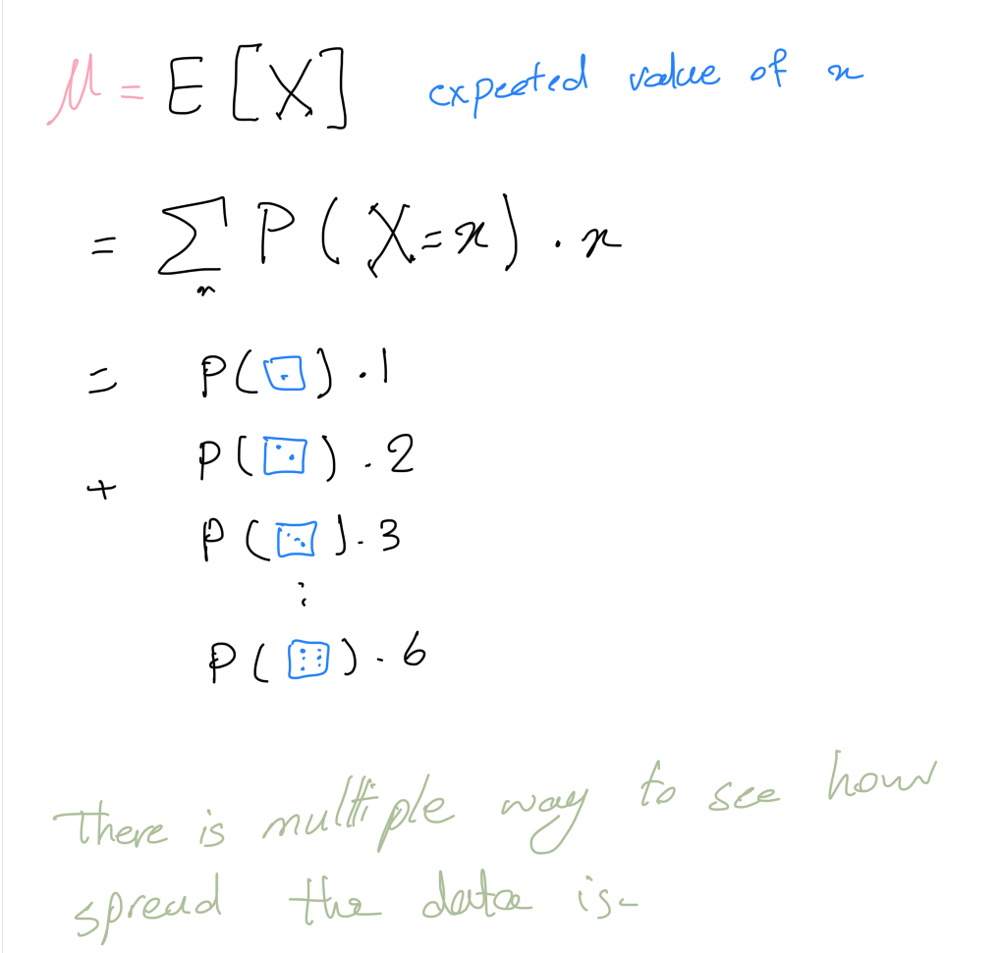 μ = E[X] expected value of x
= Σ P(X=x) . x
x
= P(⚀) . 1
P(⚁) . 2
+
P(⚂) . 3
⋮
P(⚅) . 6
There is multiple way to see how
spread the data is